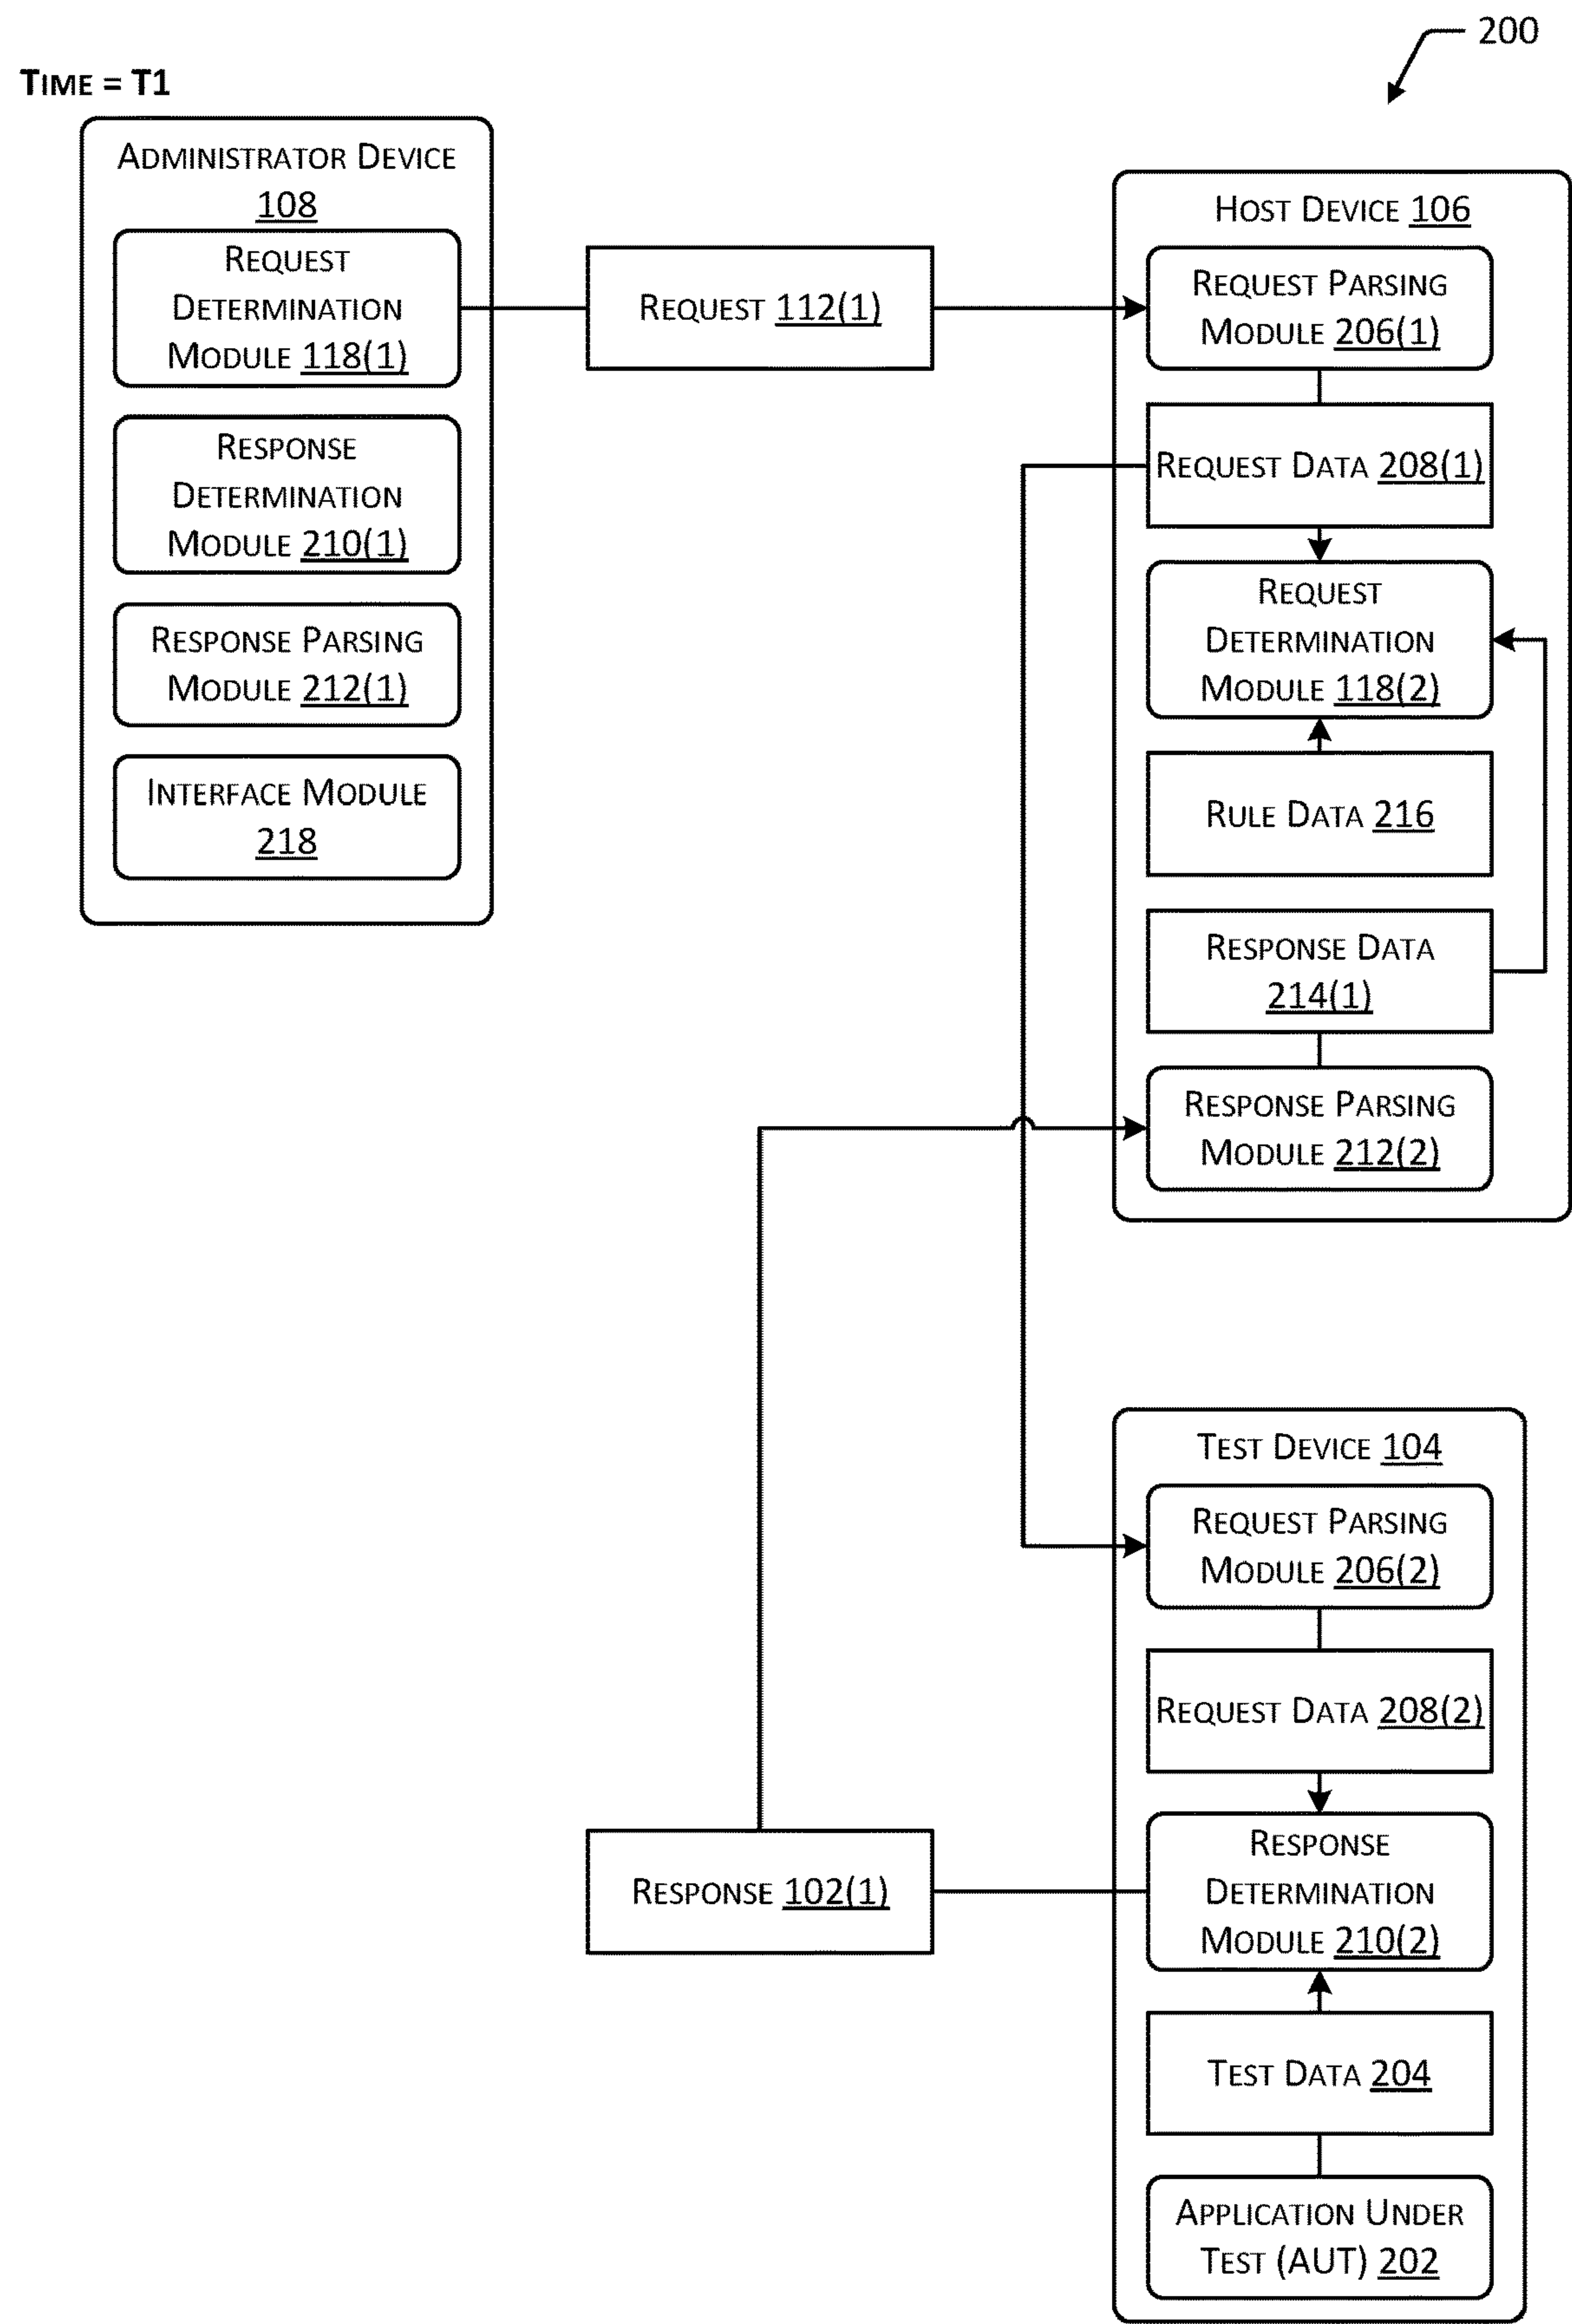 200
TIME = T1
ADMINISTRATOR DEVICE
108
REQUEST
DETERMINATION
MODULE 118(1)
RESPONSE
DETERMINATION
MODULE 210(1)
RESPONSE PARSING
MODULE 212(1)
INTERFACE MODULE
218
REQUEST 112(1)
HOST DEVICE 106
REQUEST PARSING
MODULE 206(1)
REQUEST DATA 208(1)
REQUEST
DETERMINATION
MODULE 118(2)
RULE DATA 216
RESPONSE DATA
214(1)
RESPONSE PARSING
MODULE 212(2)
TEST DEVICE 104
REQUEST PARSING
MODULE 206(2)
REQUEST DATA 208(2)
RESPONSE 102(1)
RESPONSE
DETERMINATION
MODULE 210(2)
TEST DATA 204
APPLICATION UNDER
TEST (AUT) 202